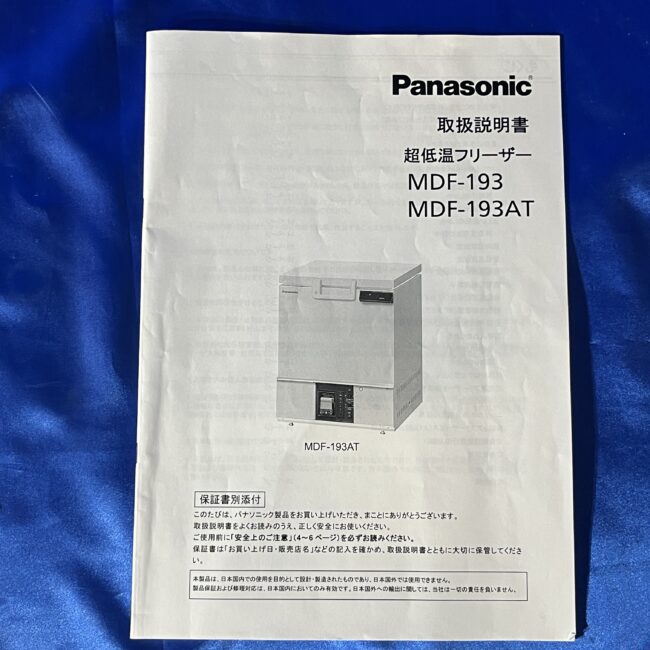 Panasonic®
取扱説明書
超低温フリーザー
MDF-193
MDF-193AT
MDF-193AT
保証書別添付
このたびは、パナソニック製品をお買い上げいただき、まことにありがとうございます。
取扱説明書をよくお読みのうえ、正しく安全にお使いください。
ご使用前に「安全上のご注意」(4~6ページ)を必ずお読みください。
保証書は「お買い上げ日・販売店名」などの記入を確かめ、取扱説明書とともに大切に保管してくださ
い。
本製品は、日本国内での使用を目的として設計・製造されたものであり、日本国外では使用できません。
製品保証および修理対応は、日本国内においてのみ有効です。日本国外への輸出に関しては、当社は一切の責任を負いません。